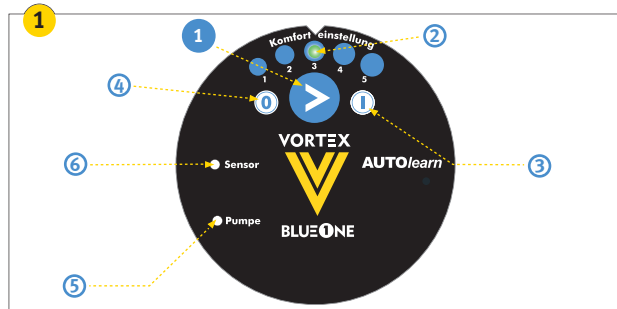 1
1
Komfort einstellung
2
1
2
3
4
5
4
0
>
I
VORTEX
6
Sensor
AUTOlearn
3
Pumpe
BLUE1NE
5